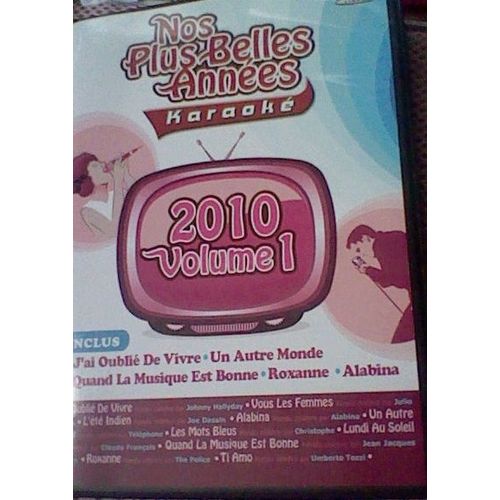 Nos
Plus Belles
Années
Karaoké
2010
Volume 1
NCLUS
J'ai Oublié De Vivre • Un Autre Monde
Quand La Musique Est Bonne • Roxanne • Alabina
Oublié De Vivre Johnny Hallyday • Vous Les Femmes Julio
• L'été Indien Joe Dassin • Alabina Alabina • Un Autre
Téléphone • Les Mots Bleus Christophe • Lundi Au Soleil
Claude François • Quand La Musique Est Bonne Jean Jacques
• Roxanne The Police • Ti Amo Umberto Tozzi •